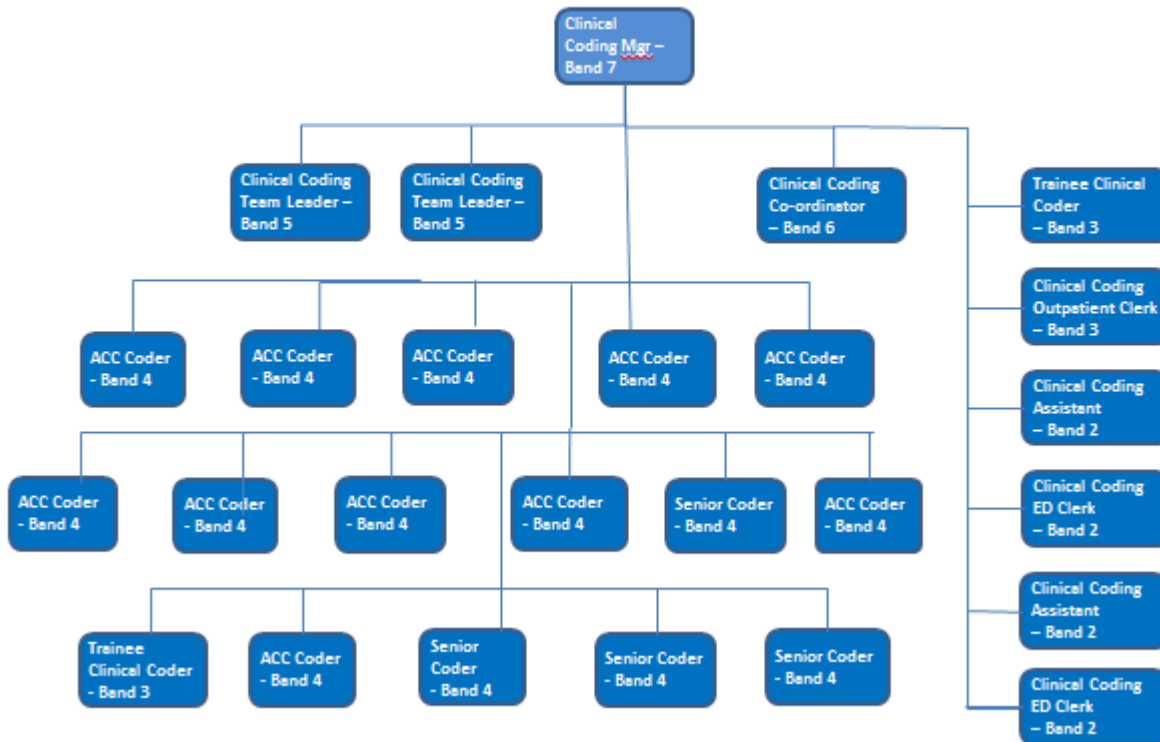 Clinical
Coding Mgr –
Band 7
Clinical Coding
Team Leader –
Band 5
Clinical Coding
Team Leader –
Band 5
Clinical Coding
Co-ordinator
– Band 6
Trainee Clinical
Coder
– Band 3
Clinical Coding
Outpatient Clerk
– Band 3
ACC Coder
- Band 4
ACC Coder
- Band 4
ACC Coder
- Band 4
ACC Coder
- Band 4
ACC Coder
- Band 4
Clinical Coding
Assistant
– Band 2
ACC Coder
- Band 4
ACC Coder
- Band 4
ACC Coder
- Band 4
ACC Coder
- Band 4
Senior Coder
- Band 4
ACC Coder
- Band 4
Clinical Coding
ED Clerk
– Band 2
Clinical Coding
Assistant
– Band 2
Trainee
Clinical Coder
- Band 3
ACC Coder
- Band 4
Senior
Coder
- Band 4
Senior Coder
- Band 4
Senior Coder
- Band 4
Clinical Coding
ED Clerk
– Band 2